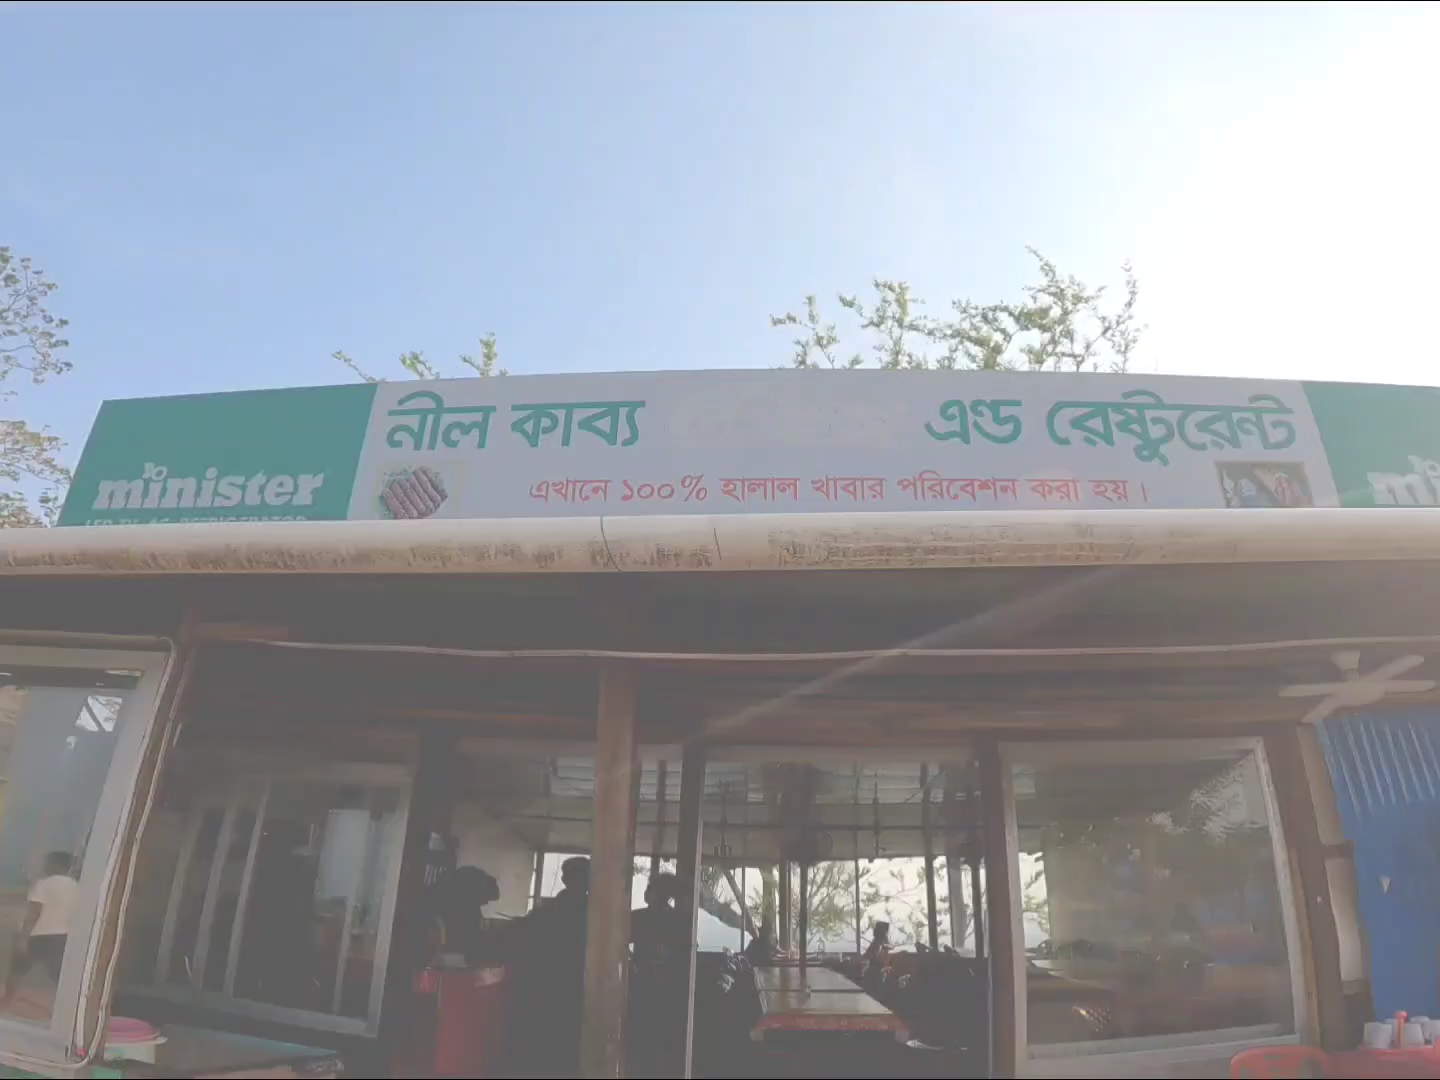 নীল কাব্য এন্ড রেষ্টুরেন্ট
এখানে ১০০% হালাল খাবার পরিবেশন করা হয়।
minister